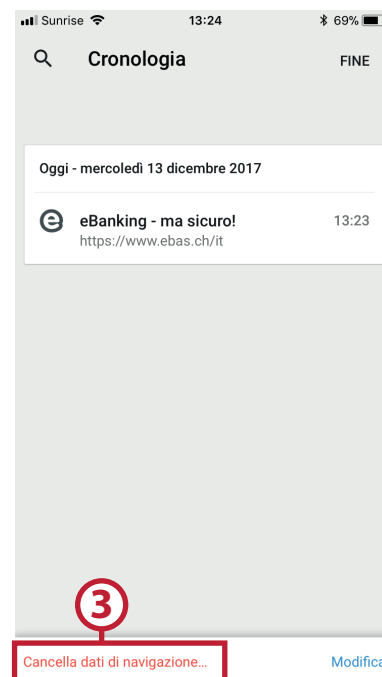 Sunrise 13:24 69%
Cronologia FINE
Oggi - mercoledì 13 dicembre 2017
eBanking - ma sicuro! 13:23
https://www.ebas.ch/it
3
Cancella dati di navigazione... Modifica